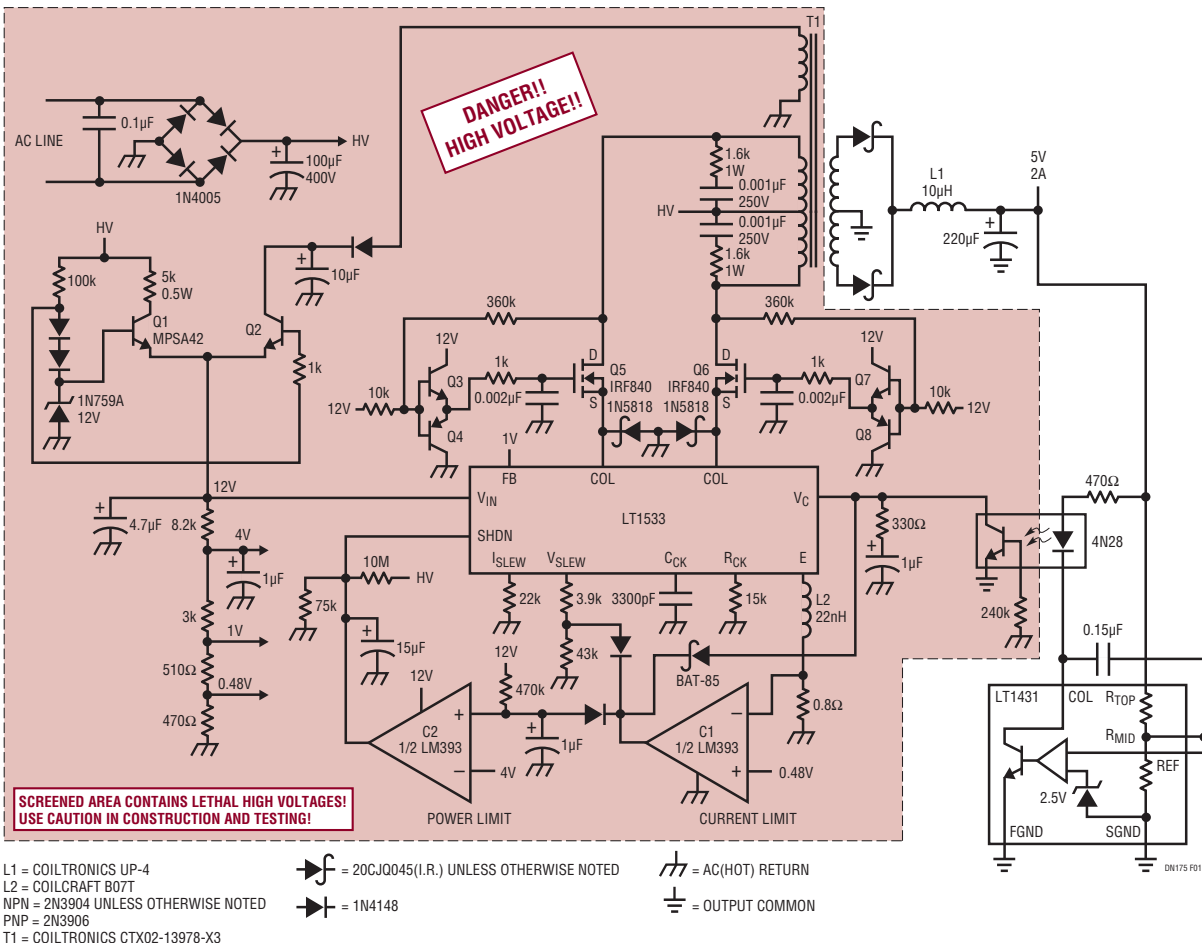 T1
DANGER!!
HIGH VOLTAGE!!
AC LINE
0.1µF
HV
+
100µF
400V
1N4005
1.6k
1W
0.001µF
250V
HV
0.001µF
250V
1.6k
1W
L1
10µH
5V
2A
+
220µF
HV
100k
5k
0.5W
Q1
MPSA42
Q2
+
10µF
1k
1N759A
12V
360k
360k
12V
Q3
10k
12V
Q4
1k
0.002µF
D
Q5
IRF840
S
1N5818
D
Q6
IRF840
S
1N5818
1k
0.002µF
12V
Q7
10k
12V
Q8
1V
FB
COL
COL
12V
VIN
LT1533
VC
SHDN
ISLEW
VSLEW
CCK
RCK
E
+
4.7µF
8.2k
4V
+
1µF
3k
1V
510Ω
0.48V
470Ω
10M
HV
75k
+
15µF
22k
3.9k
43k
3300pF
15k
L2
22nH
330Ω
+
1µF
470Ω
4N28
240k
0.15µF
12V
470k
12V
BAT-85
0.8Ω
+
C2
1/2 LM393
−
4V
POWER LIMIT
+
1µF
−
C1
1/2 LM393
+
0.48V
CURRENT LIMIT
LT1431
COL
RTOP
RMID
REF
2.5V
FGND
SGND
SCREENED AREA CONTAINS LETHAL HIGH VOLTAGES!
USE CAUTION IN CONSTRUCTION AND TESTING!
L1 = COILTRONICS UP-4
L2 = COILCRAFT B07T
NPN = 2N3904 UNLESS OTHERWISE NOTED
PNP = 2N3906
T1 = COILTRONICS CTX02-13978-X3
= 20CJQ045(I.R.) UNLESS OTHERWISE NOTED
= 1N4148
= AC(HOT) RETURN
= OUTPUT COMMON
DN175 F01